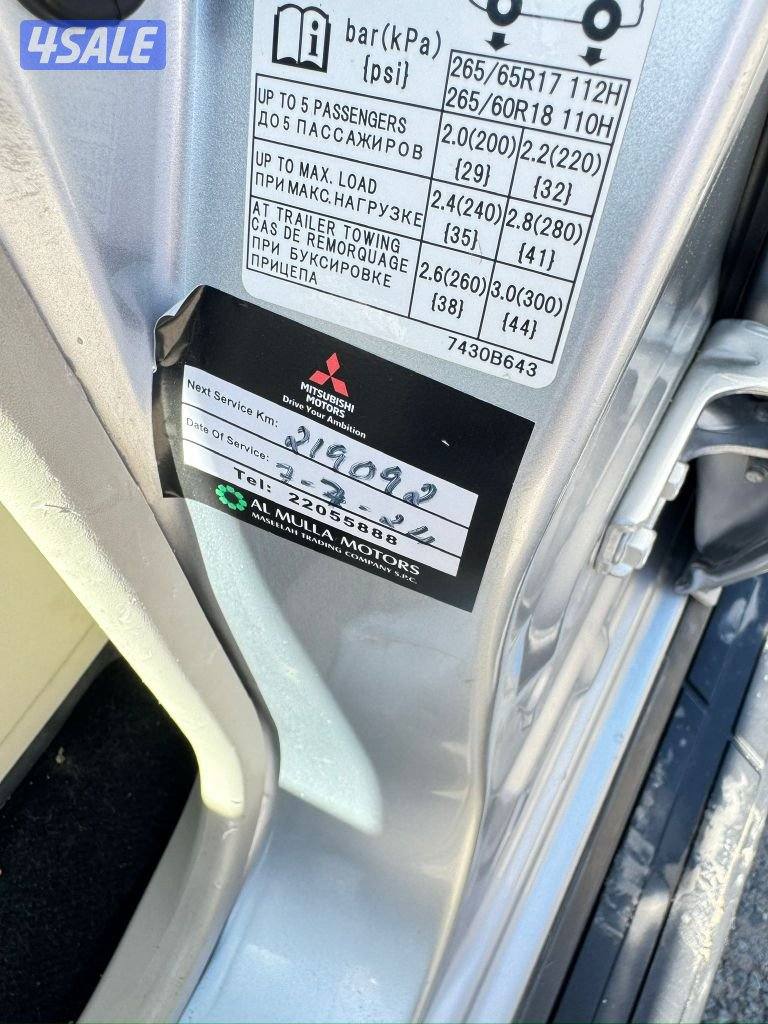 4SALE
bar(kPa)
[psi]
265/65R17 112H
265/60R18 110H
UP TO 5 PASSENGERS
ДО 5 ПАССАЖИРОВ
2.0(200)
{29}
2.2(220)
{32}
UP TO MAX. LOAD
ПРИ МАКС. НАГРУЗКЕ
2.4(240)
{35}
2.8(280)
{41}
AT TRAILER TOWING
CAS DE REMORQUAGE
ПРИ БУКСИРОВКЕ
ПРИЦЕПА
2.6(260)
{38}
3.0(300)
{44}
7430B643
MITSUBISHI
MOTORS
Drive Your Ambition
Next Service Km: 219092
Date Of Service: 7-7-24
Tel: 22055888
AL MULLA MOTORS
MASEELAH TRADING COMPANY S.P.C.